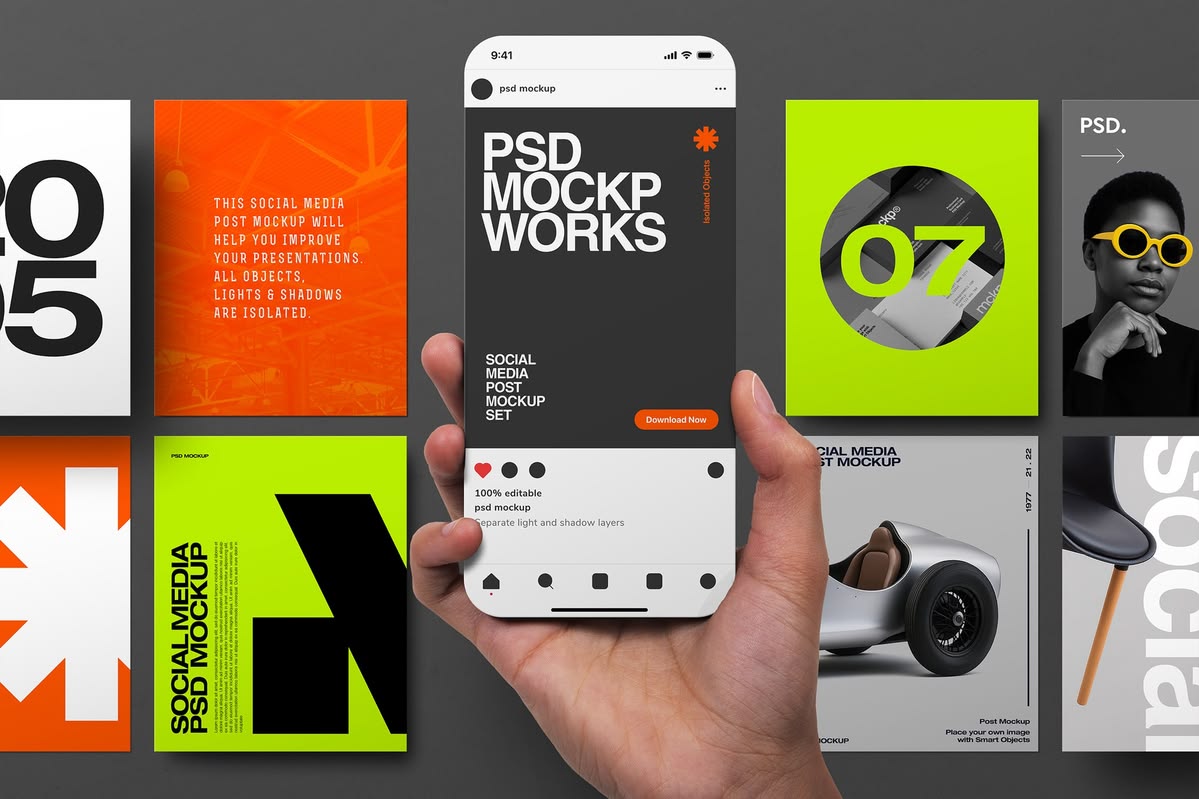 9:41
psd mockup
PSD
MOCKP
WORKS
Isolated Objects
SOCIAL
MEDIA
POST
MOCKUP
SET
Download Now
100% editable
psd mockup
Separate light and shadow layers
20
05
THIS SOCIAL MEDIA
POST MOCKUP WILL
HELP YOU IMPROVE
YOUR PRESENTATIONS.
ALL OBJECTS,
LIGHTS & SHADOWS
ARE ISOLATED.
07
PSD.
PSD MOCKUP
SOCIALMEDIA
PSD MOCKUP
CIAL MEDIA
ST MOCKUP
1977 21.22
Post Mockup
Place your own image
with Smart Objects
MOCKUP
social